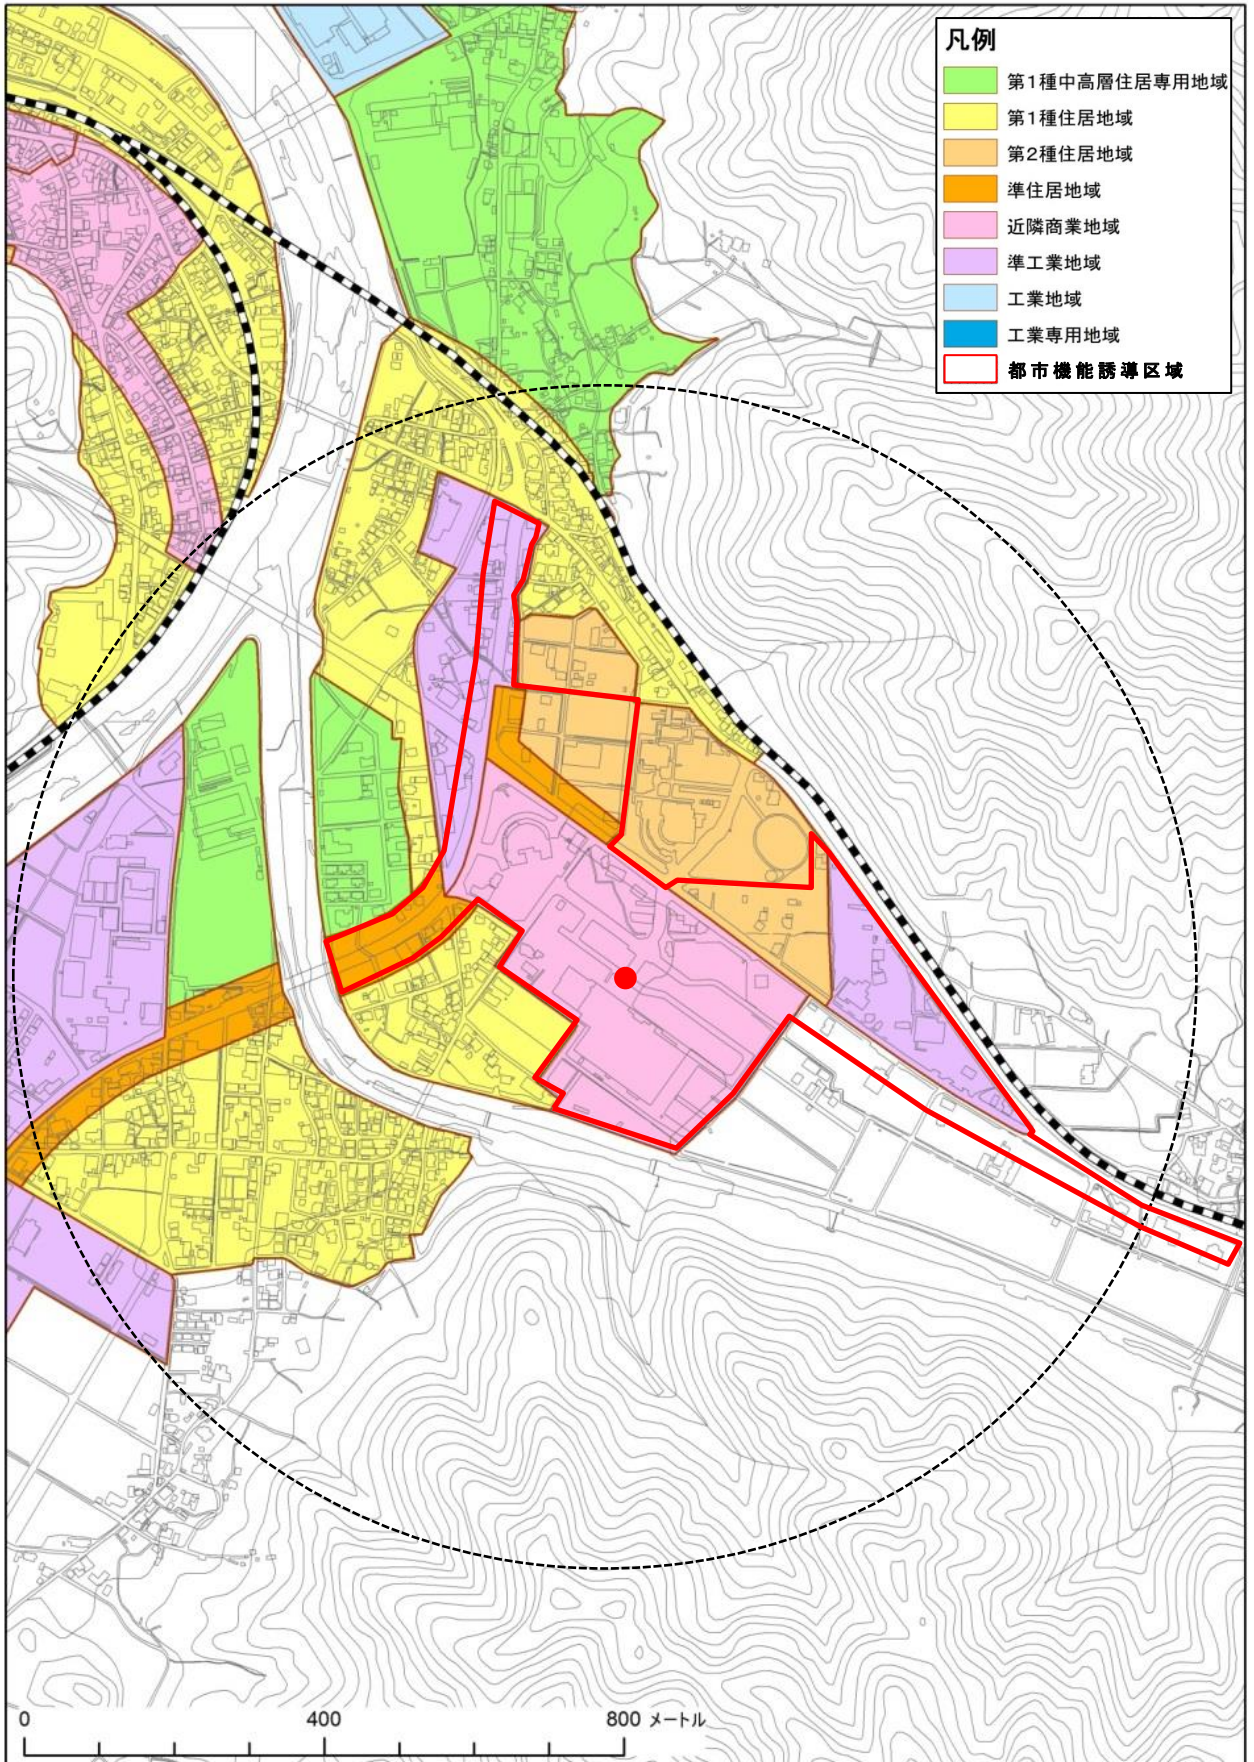 凡例
第1種中高層住居専用地域
第1種住居地域
第2種住居地域
準住居地域
近隣商業地域
準工業地域
工業地域
工業専用地域
都市機能誘導区域
0 400 800 メートル